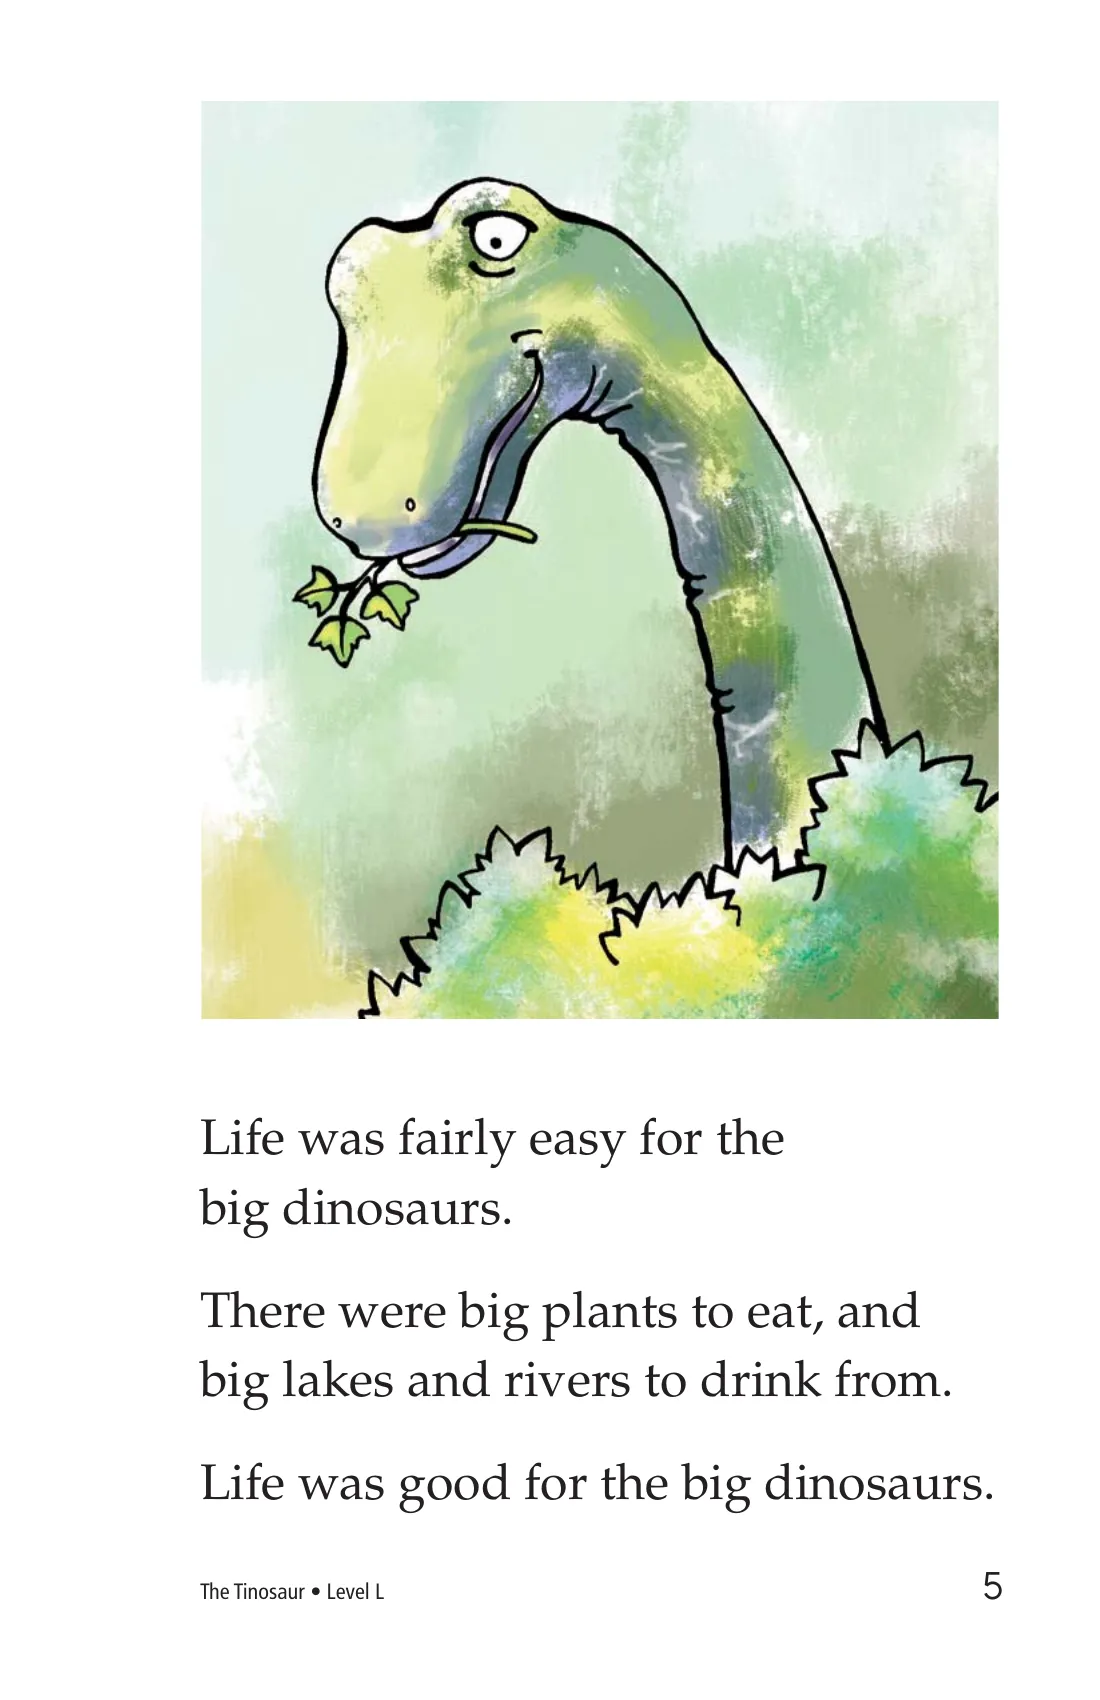 Life was fairly easy for the
big dinosaurs.
There were big plants to eat, and
big lakes and rivers to drink from.
Life was good for the big dinosaurs.
The Tinosaur • Level L
5